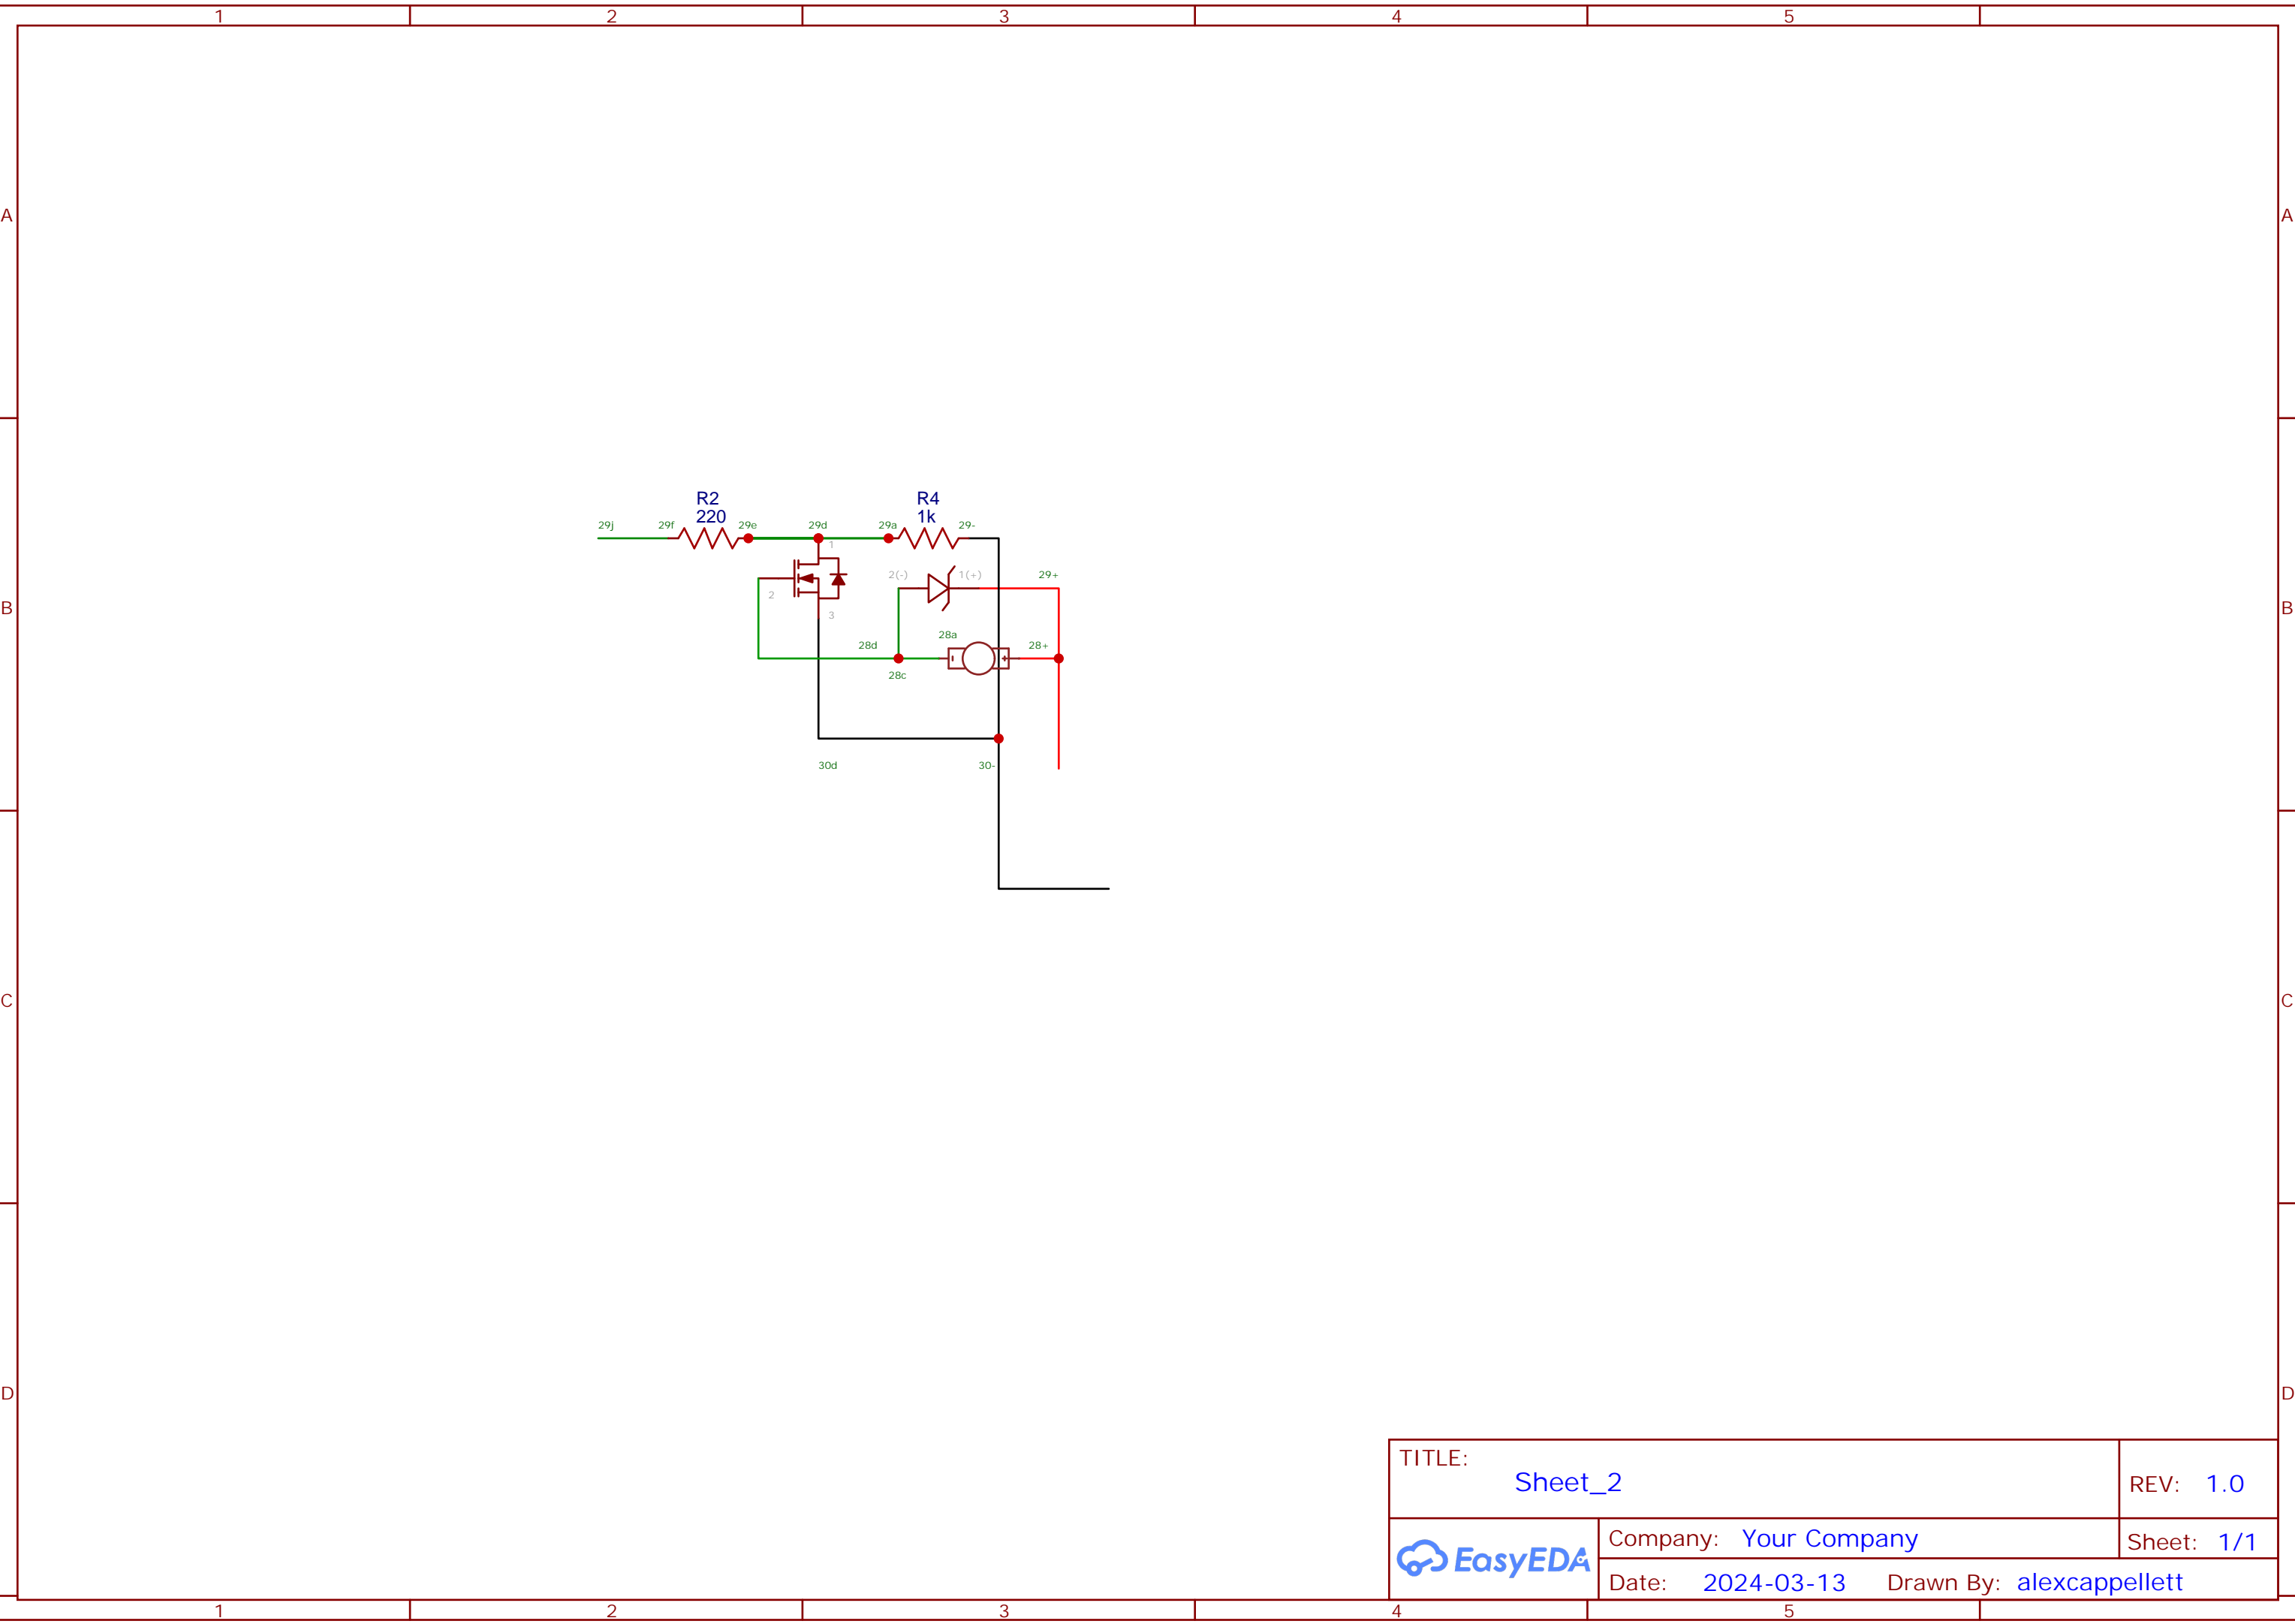 1 2 3 4 5
A A
R2 R4
220 1k
29j 29f 29e 29d 29a 29-
1
2(-) 1(+) 29+
2
B B
3
28a
28d 28+
28c
30d 30-
C C
D D
TITLE:
Sheet_2
REV: 1.0
EasyEDA
Company: Your Company
Sheet: 1/1
Date: 2024-03-13 Drawn By: alexcappellett
1 2 3 4 5